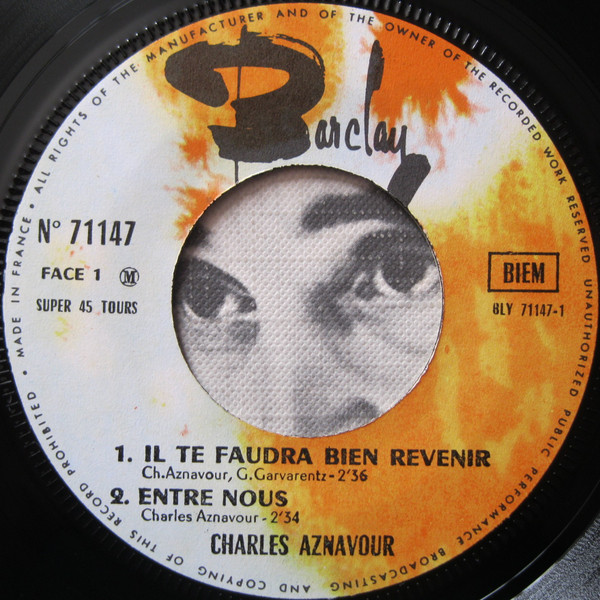 Barclay
ALL RIGHTS OF THE MANUFACTURER AND OF THE OWNER OF THE RECORDED WORK RESERVED UNAUTHORIZED PUBLIC PERFORMANCE BROADCASTING AND COPYING OF THIS RECORD PROHIBITED • MADE IN FRANCE •
N° 71147
FACE 1 M
SUPER 45 TOURS
BIEM
BLY 71147-1
1. IL TE FAUDRA BIEN REVENIR
Ch.Aznavour, G.Garvarentz - 2'36
2. ENTRE NOUS
Charles Aznavour - 2'34
CHARLES AZNAVOUR